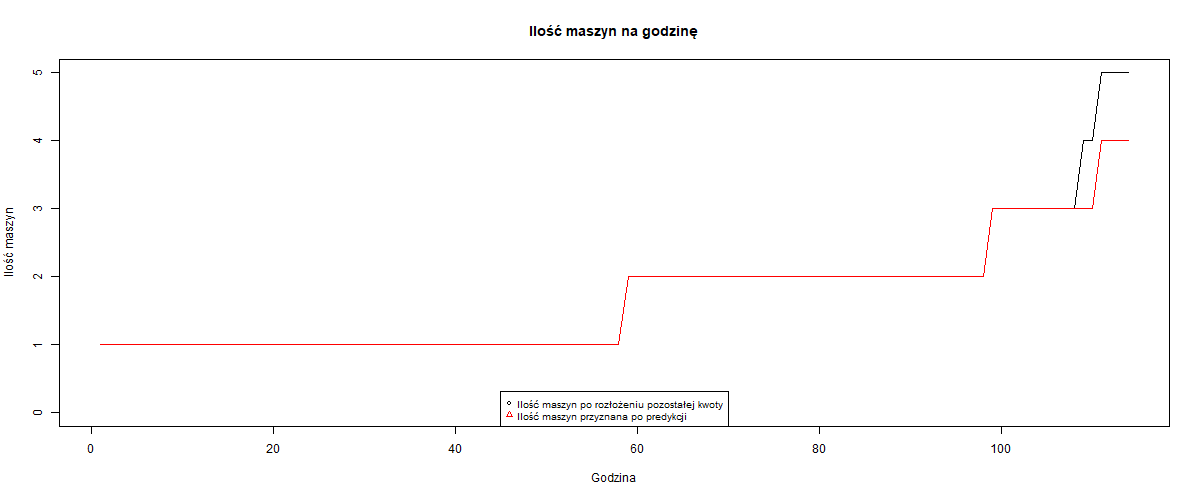 Ilość maszyn na godzinę
Ilość maszyn
5
4
3
2
1
0
Ilość maszyn po rozłożeniu pozostałej kwoty
Ilość maszyn przyznana po predykcji
0 20 40 60 80 100
Godzina